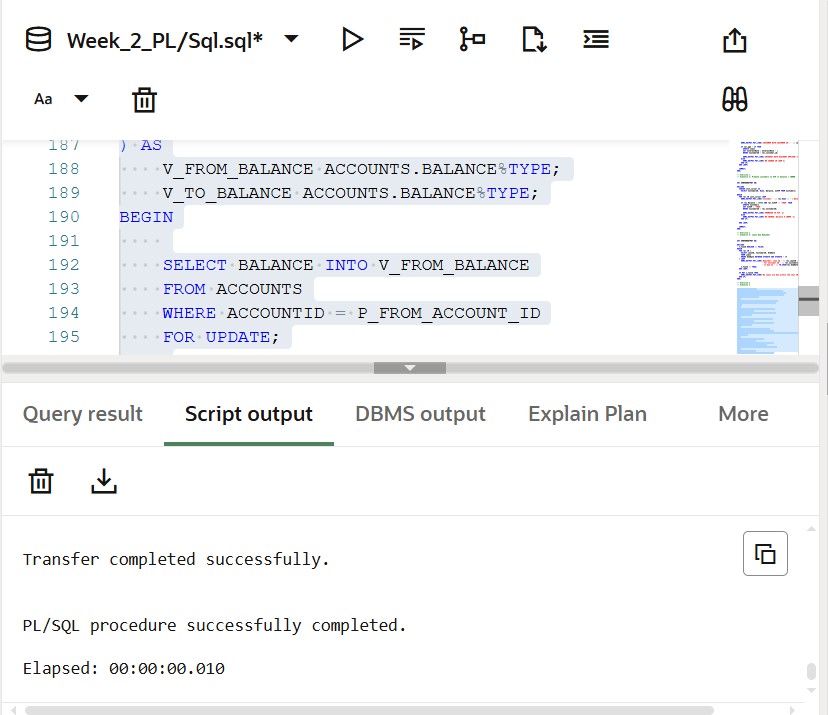 Week_2_PL/Sql.sql*
Aa
187 ) AS
188 V_FROM_BALANCE ACCOUNTS.BALANCE%TYPE;
189 V_TO_BALANCE ACCOUNTS.BALANCE%TYPE;
190 BEGIN
191
192 SELECT BALANCE INTO V_FROM_BALANCE
193 FROM ACCOUNTS
194 WHERE ACCOUNTID = P_FROM_ACCOUNT_ID
195 FOR UPDATE;
Query result Script output DBMS output Explain Plan More
Transfer completed successfully.
PL/SQL procedure successfully completed.
Elapsed: 00:00:00.010